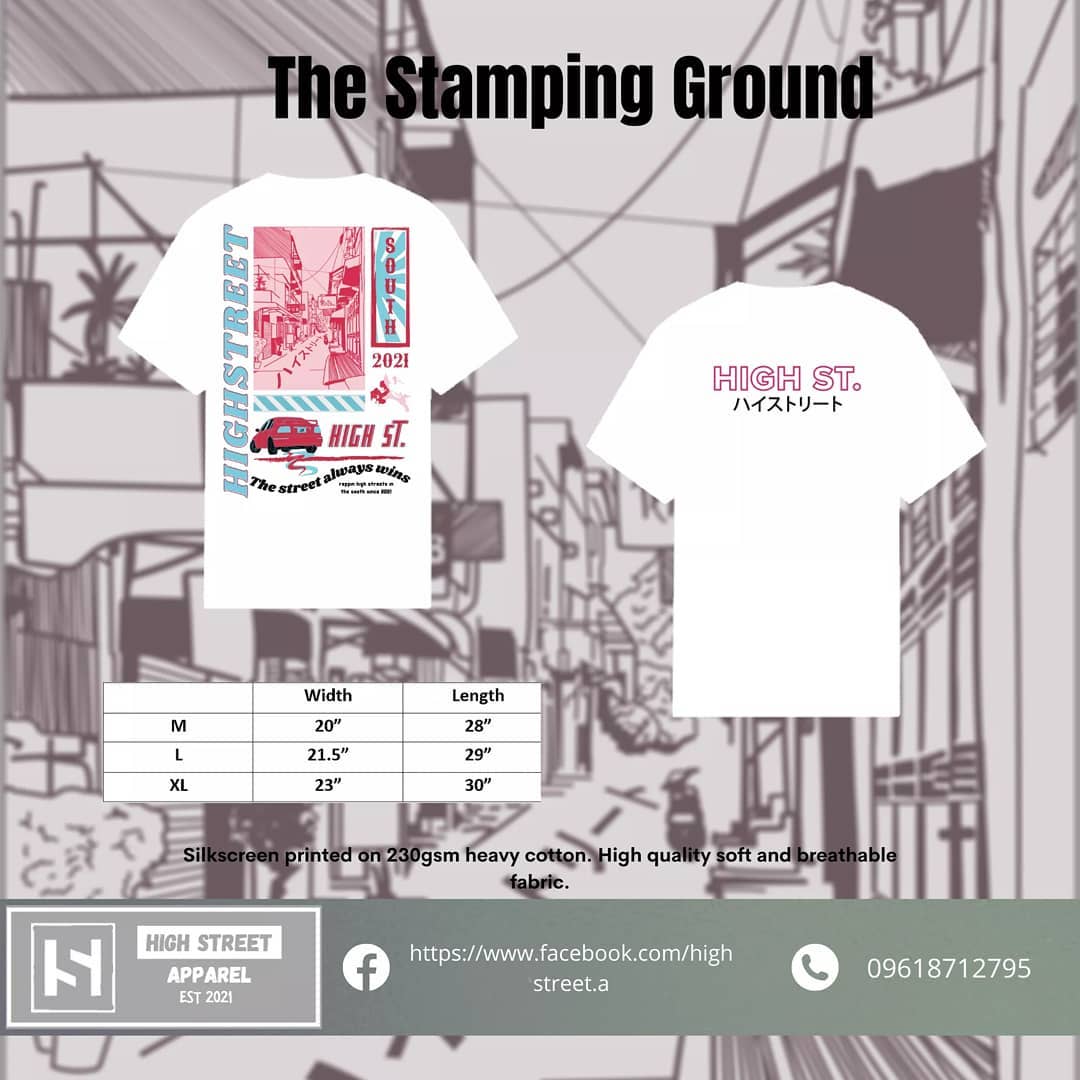 The Stamping Ground
HIGHSTREET
SOUTH
2021
ハイストリート
HIGH ST.
The street always wins
reppin high streets in
the south since 2021
HIGH ST.
ハイストリート
Width Length
M 20” 28”
L 21.5” 29”
XL 23” 30”
Silkscreen printed on 230gsm heavy cotton. High quality soft and breathable
fabric.
HIGH STREET
APPAREL
EST 2021
https://www.facebook.com/high
street.a
09618712795